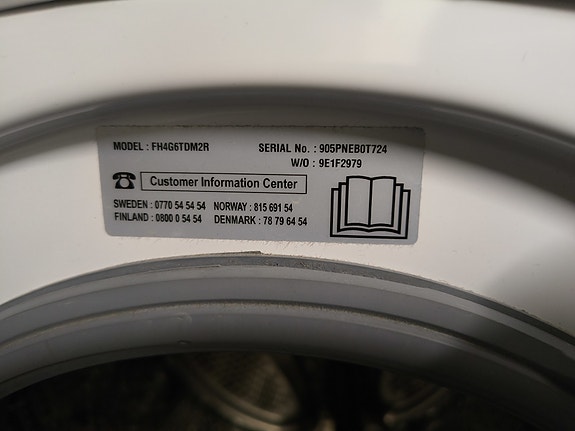 MODEL : FH4G6TDM2R SERIAL No. : 905PNEB0T724
W/O : 9E1F2979
Customer Information Center
SWEDEN : 0770 54 54 54 NORWAY : 815 691 54
FINLAND : 0800 0 54 54 DENMARK : 78 79 64 54